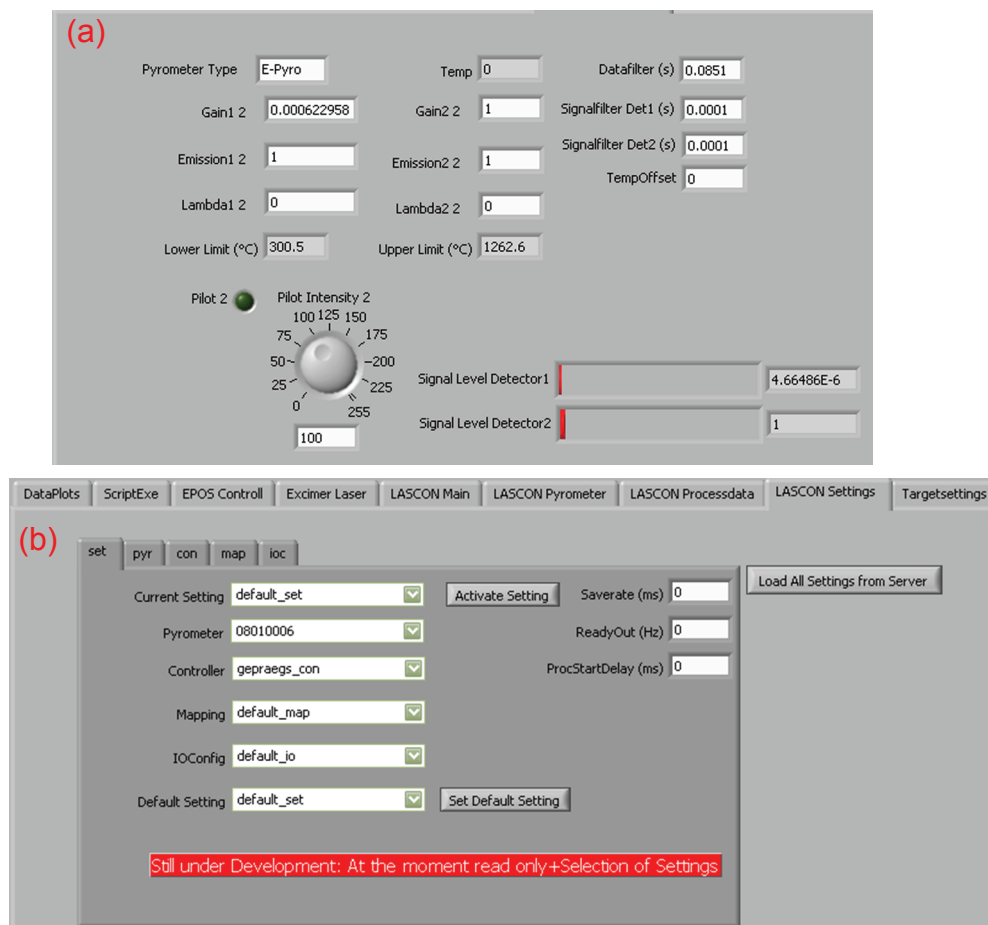 (a)
Pyrometer Type E-Pyro Temp 0 Datafilter (s) 0.0851
Gain1 2 0.000622958 Gain2 2 1 Signalfilter Det1 (s) 0.0001
Emission1 2 1 Emission2 2 1 Signalfilter Det2 (s) 0.0001
TempOffset 0
Lambda1 2 0 Lambda2 2 0
Lower Limit (°C) 300.5 Upper Limit (°C) 1262.6
Pilot 2 Pilot Intensity 2
100 125 150
75 175
50 200
25 225
0 255
100
Signal Level Detector1 4.66486E-6
Signal Level Detector2 1
DataPlots ScriptExe EPOS Controll Excimer Laser LASCON Main LASCON Pyrometer LASCON Processdata LASCON Settings Targetsettings
(b)
set pyr con map ioc
Load All Settings from Server
Current Setting default_set Activate Setting Saverate (ms) 0
Pyrometer 08010006 ReadyOut (Hz) 0
Controller gepraegs_con ProcStartDelay (ms) 0
Mapping default_map
IOConfig default_io
Default Setting default_set Set Default Setting
Still under Development: At the moment read only+Selection of Settings